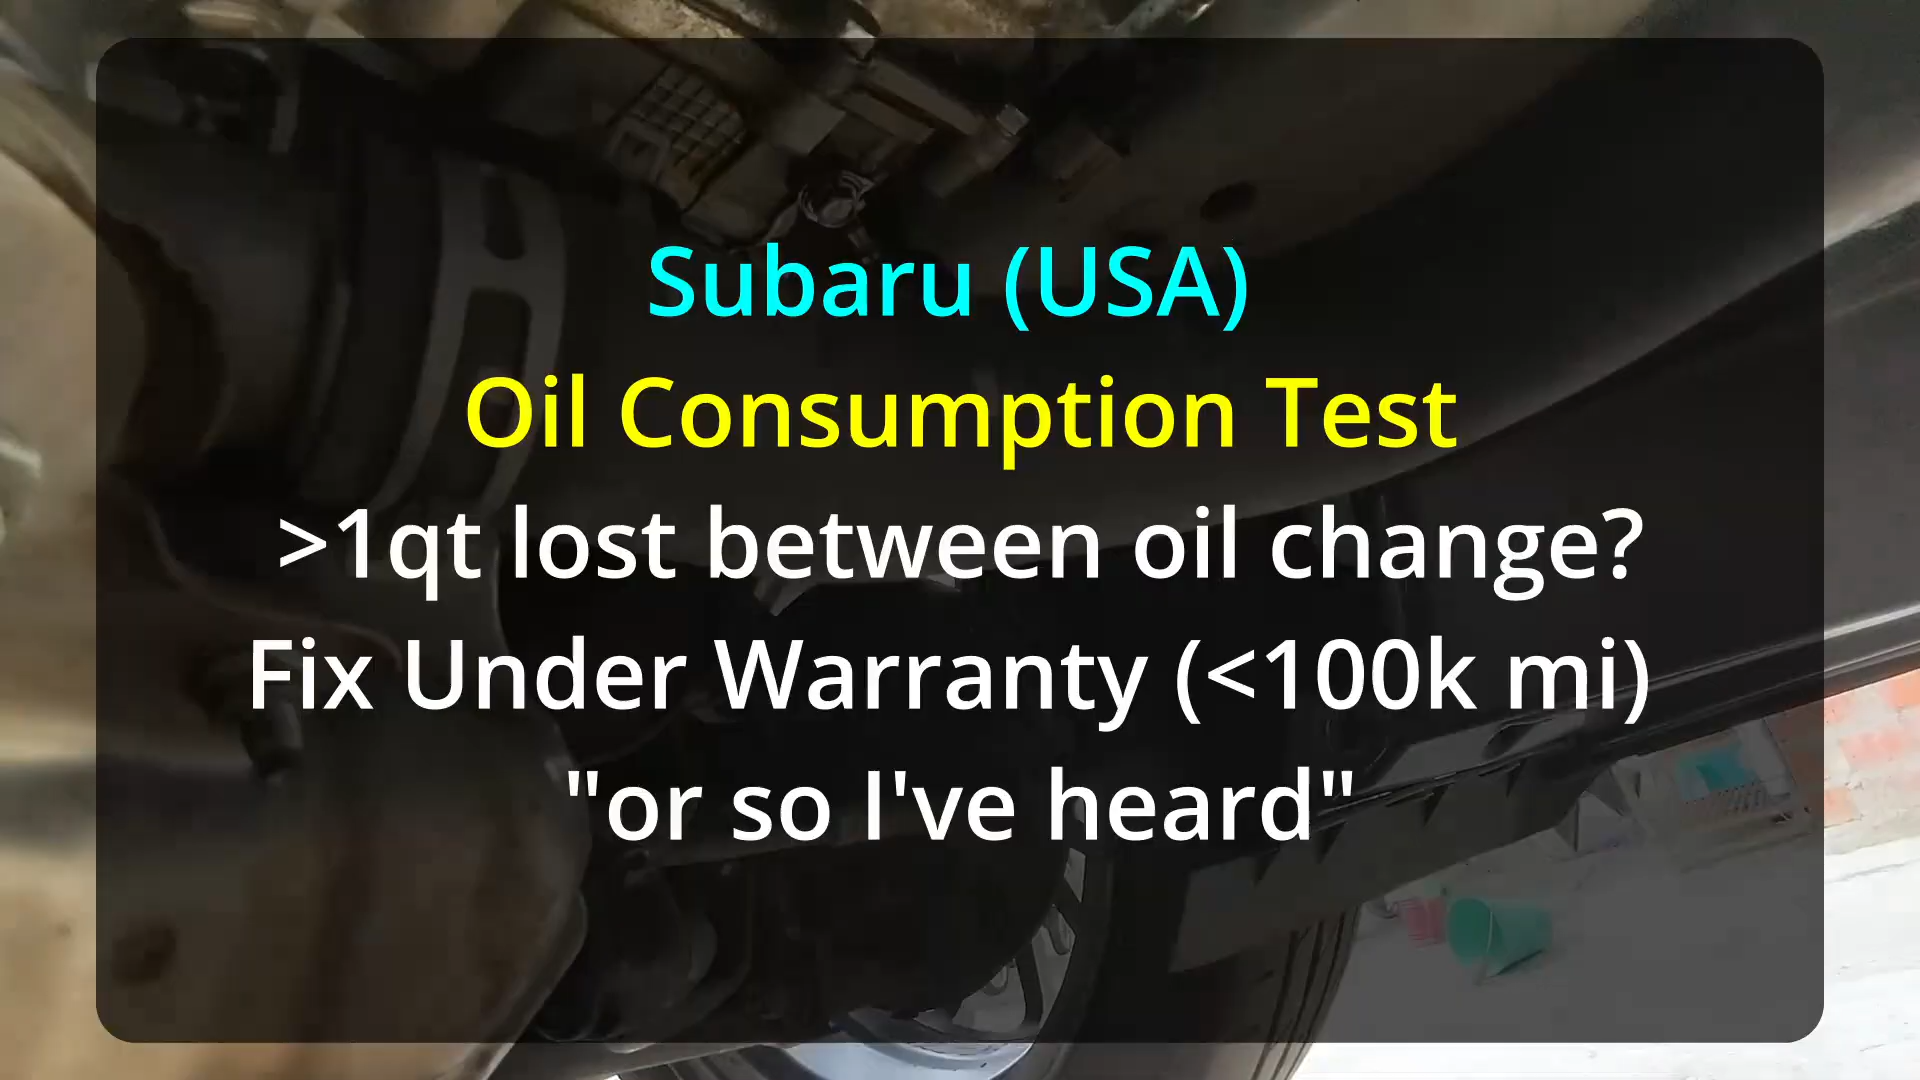 Subaru (USA)
Oil Consumption Test
>1qt lost between oil change?
Fix Under Warranty (<100k mi)
"or so I've heard"